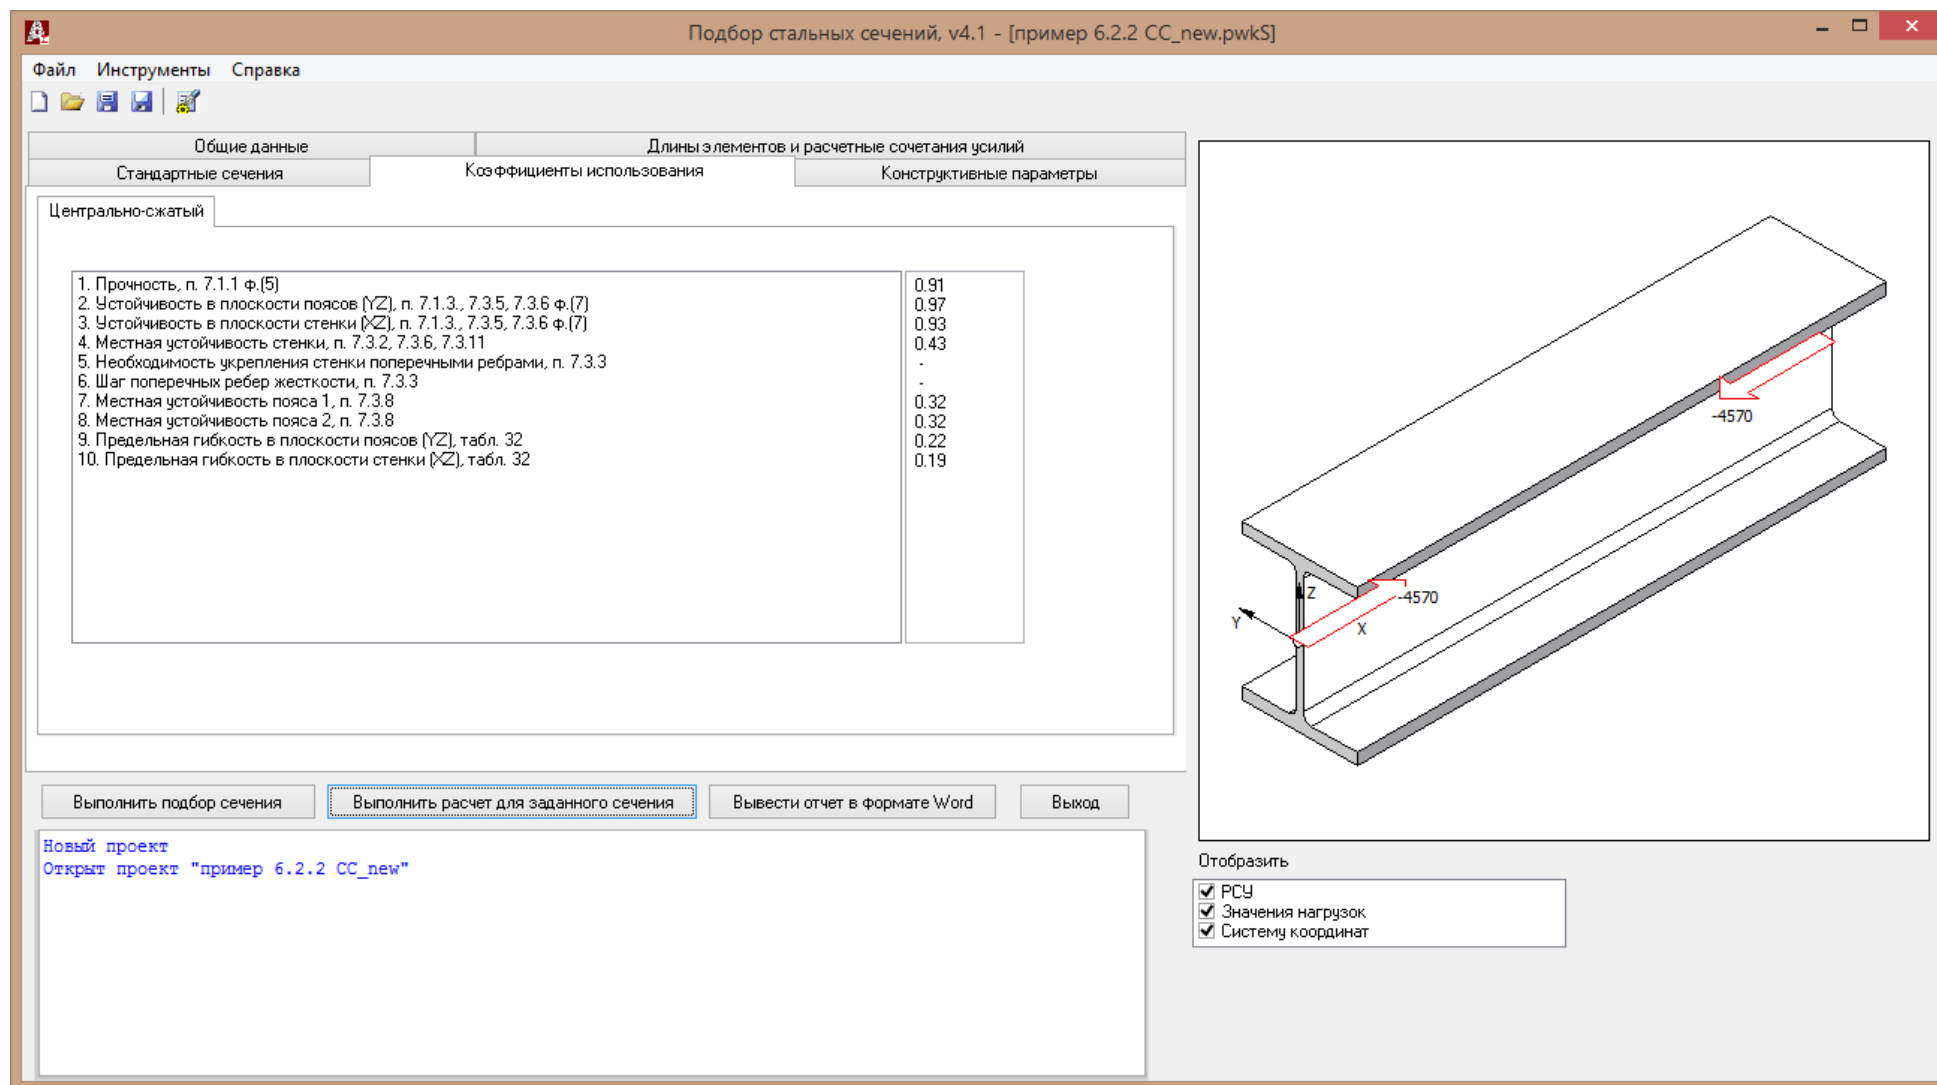 Подбор стальных сечений, v4.1 - [пример 6.2.2 CC_new.pwkS]
Файл Инструменты Справка
Общие данные Длины элементов и расчетные сочетания усилий
Стандартные сечения Коэффициенты использования Конструктивные параметры
Центрально-сжатый
1. Прочность, п. 7.1.1 ф.(5) 0.91
2. Устойчивость в плоскости поясов (YZ), п. 7.1.3., 7.3.5, 7.3.6 ф.(7) 0.97
3. Устойчивость в плоскости стенки (XZ), п. 7.1.3., 7.3.5, 7.3.6 ф.(7) 0.93
4. Местная устойчивость стенки, п. 7.3.2, 7.3.6, 7.3.11 0.43
5. Необходимость укрепления стенки поперечными ребрами, п. 7.3.3 -
6. Шаг поперечных ребер жесткости, п. 7.3.3 -
7. Местная устойчивость пояса 1, п. 7.3.8 0.32
8. Местная устойчивость пояса 2, п. 7.3.8 0.32
9. Предельная гибкость в плоскости поясов (YZ), табл. 32 0.22
10. Предельная гибкость в плоскости стенки (XZ), табл. 32 0.19
-4570
Z
-4570
Y
X
Выполнить подбор сечения Выполнить расчет для заданного сечения Вывести отчет в формате Word Выход
Новый проект
Открыт проект "пример 6.2.2 CC_new"
Отобразить
РСУ
Значения нагрузок
Систему координат